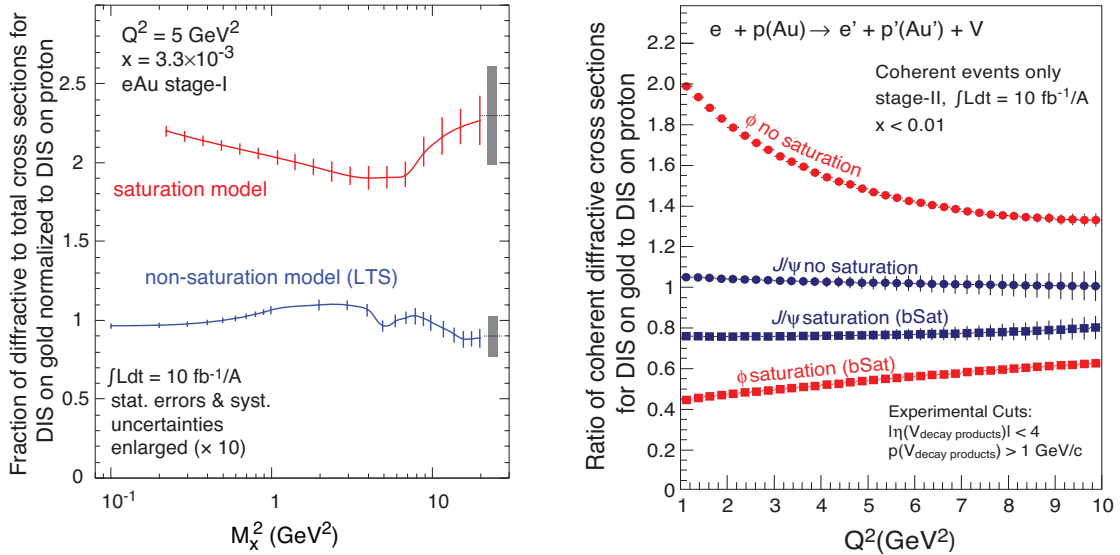 Fraction of diffractive to total cross sections for
DIS on gold normalized to DIS on proton
Q² = 5 GeV²
x = 3.3×10⁻³
eAu stage-I
saturation model
non-saturation model (LTS)
∫Ldt = 10 fb⁻¹/A
stat. errors & syst.
uncertainties
enlarged (× 10)
2.5
2
1.5
1
0.5
0
10⁻¹
1
10
Mₓ² (GeV²)
Ratio of coherent diffractive cross sections
for DIS on gold to DIS on proton
e + p(Au) → e' + p'(Au') + V
Coherent events only
stage-II, ∫Ldt = 10 fb⁻¹/A
x < 0.01
ϕ no saturation
J/ψ no saturation
J/ψ saturation (bSat)
ϕ saturation (bSat)
Experimental Cuts:
|η(V decay products)| < 4
p(V decay products) > 1 GeV/c
2.2
2.0
1.8
1.6
1.4
1.2
1.0
0.8
0.6
0.4
0.2
0
1 2 3 4 5 6 7 8 9 10
Q²(GeV²)